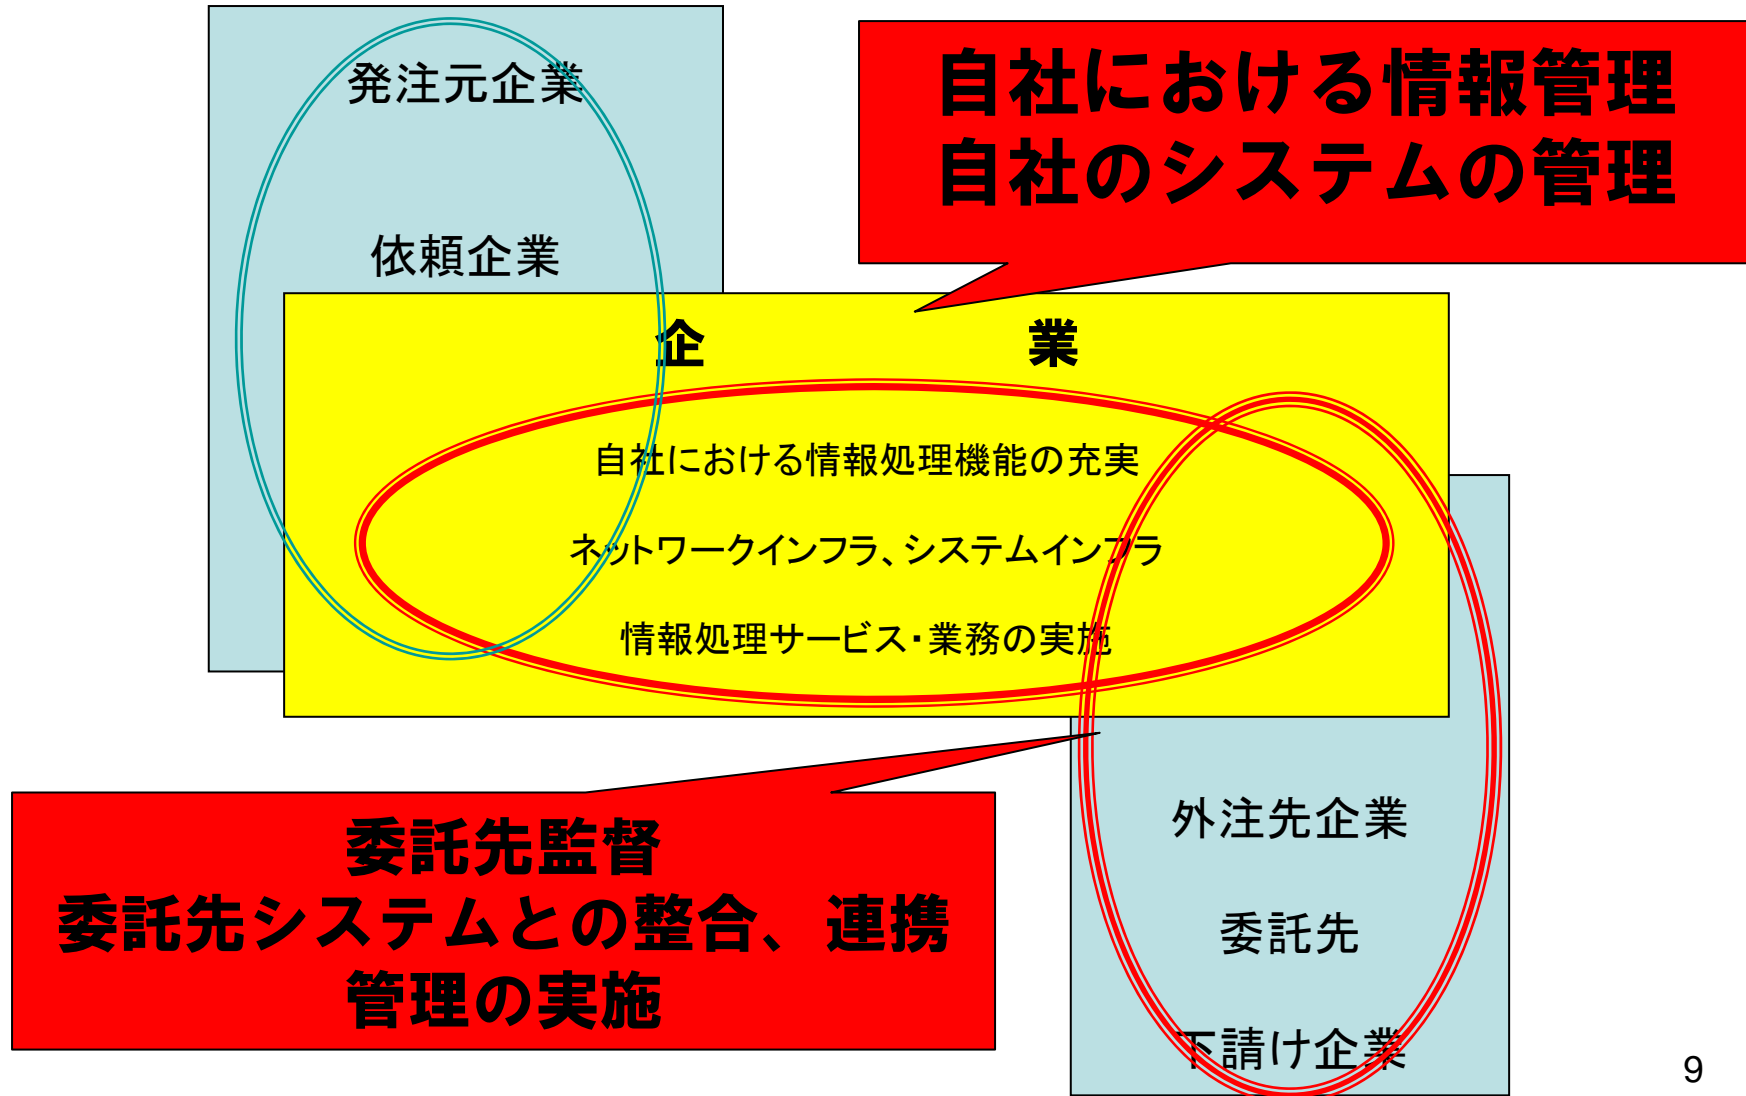 発注元企業
依頼企業
自社における情報管理
自社のシステムの管理
企　業
自社における情報処理機能の充実
ネットワークインフラ、システムインフラ
情報処理サービス・業務の実施
委託先監督
委託先システムとの整合、連携
管理の実施
外注先企業
委託先
下請け企業
9